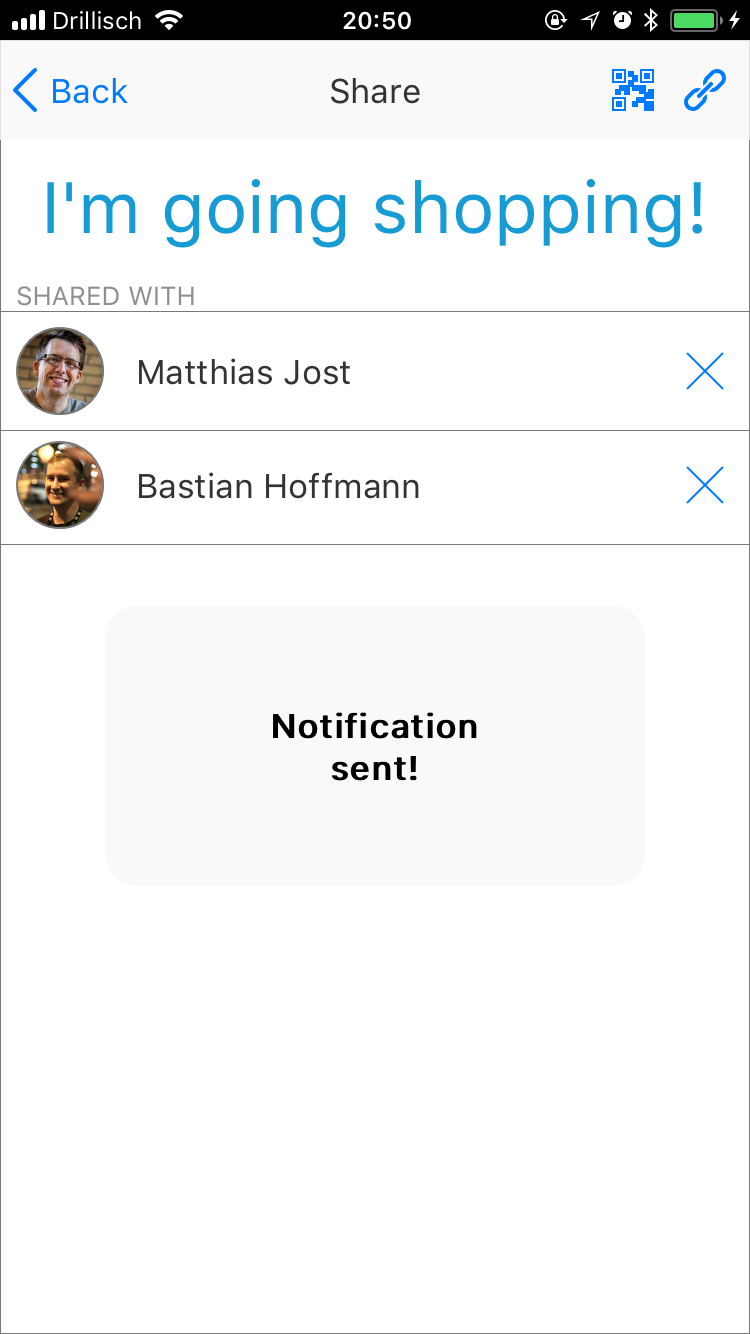 Drillisch 20:50
Back Share
I'm going shopping!
SHARED WITH
Matthias Jost
Bastian Hoffmann
Notification
sent!